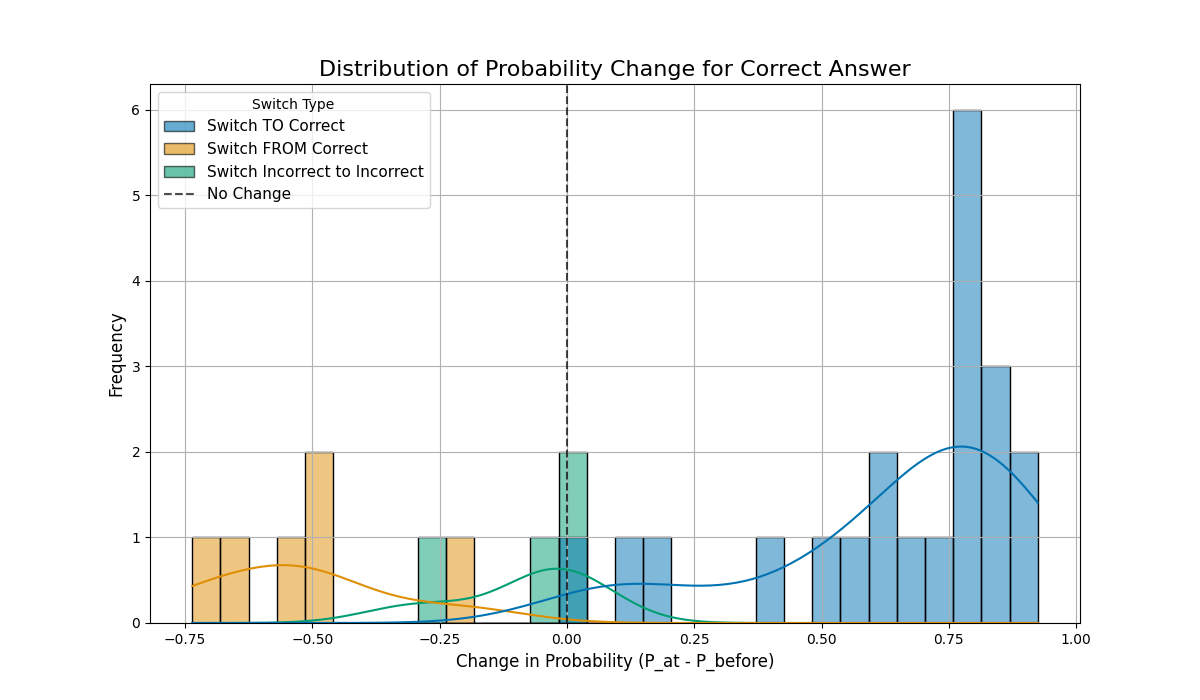 Distribution of Probability Change for Correct Answer
Switch Type
Switch TO Correct
Switch FROM Correct
Switch Incorrect to Incorrect
No Change
Frequency
6
5
4
3
2
1
0
−0.75 −0.50 −0.25 0.00 0.25 0.50 0.75 1.00
Change in Probability (P_at - P_before)